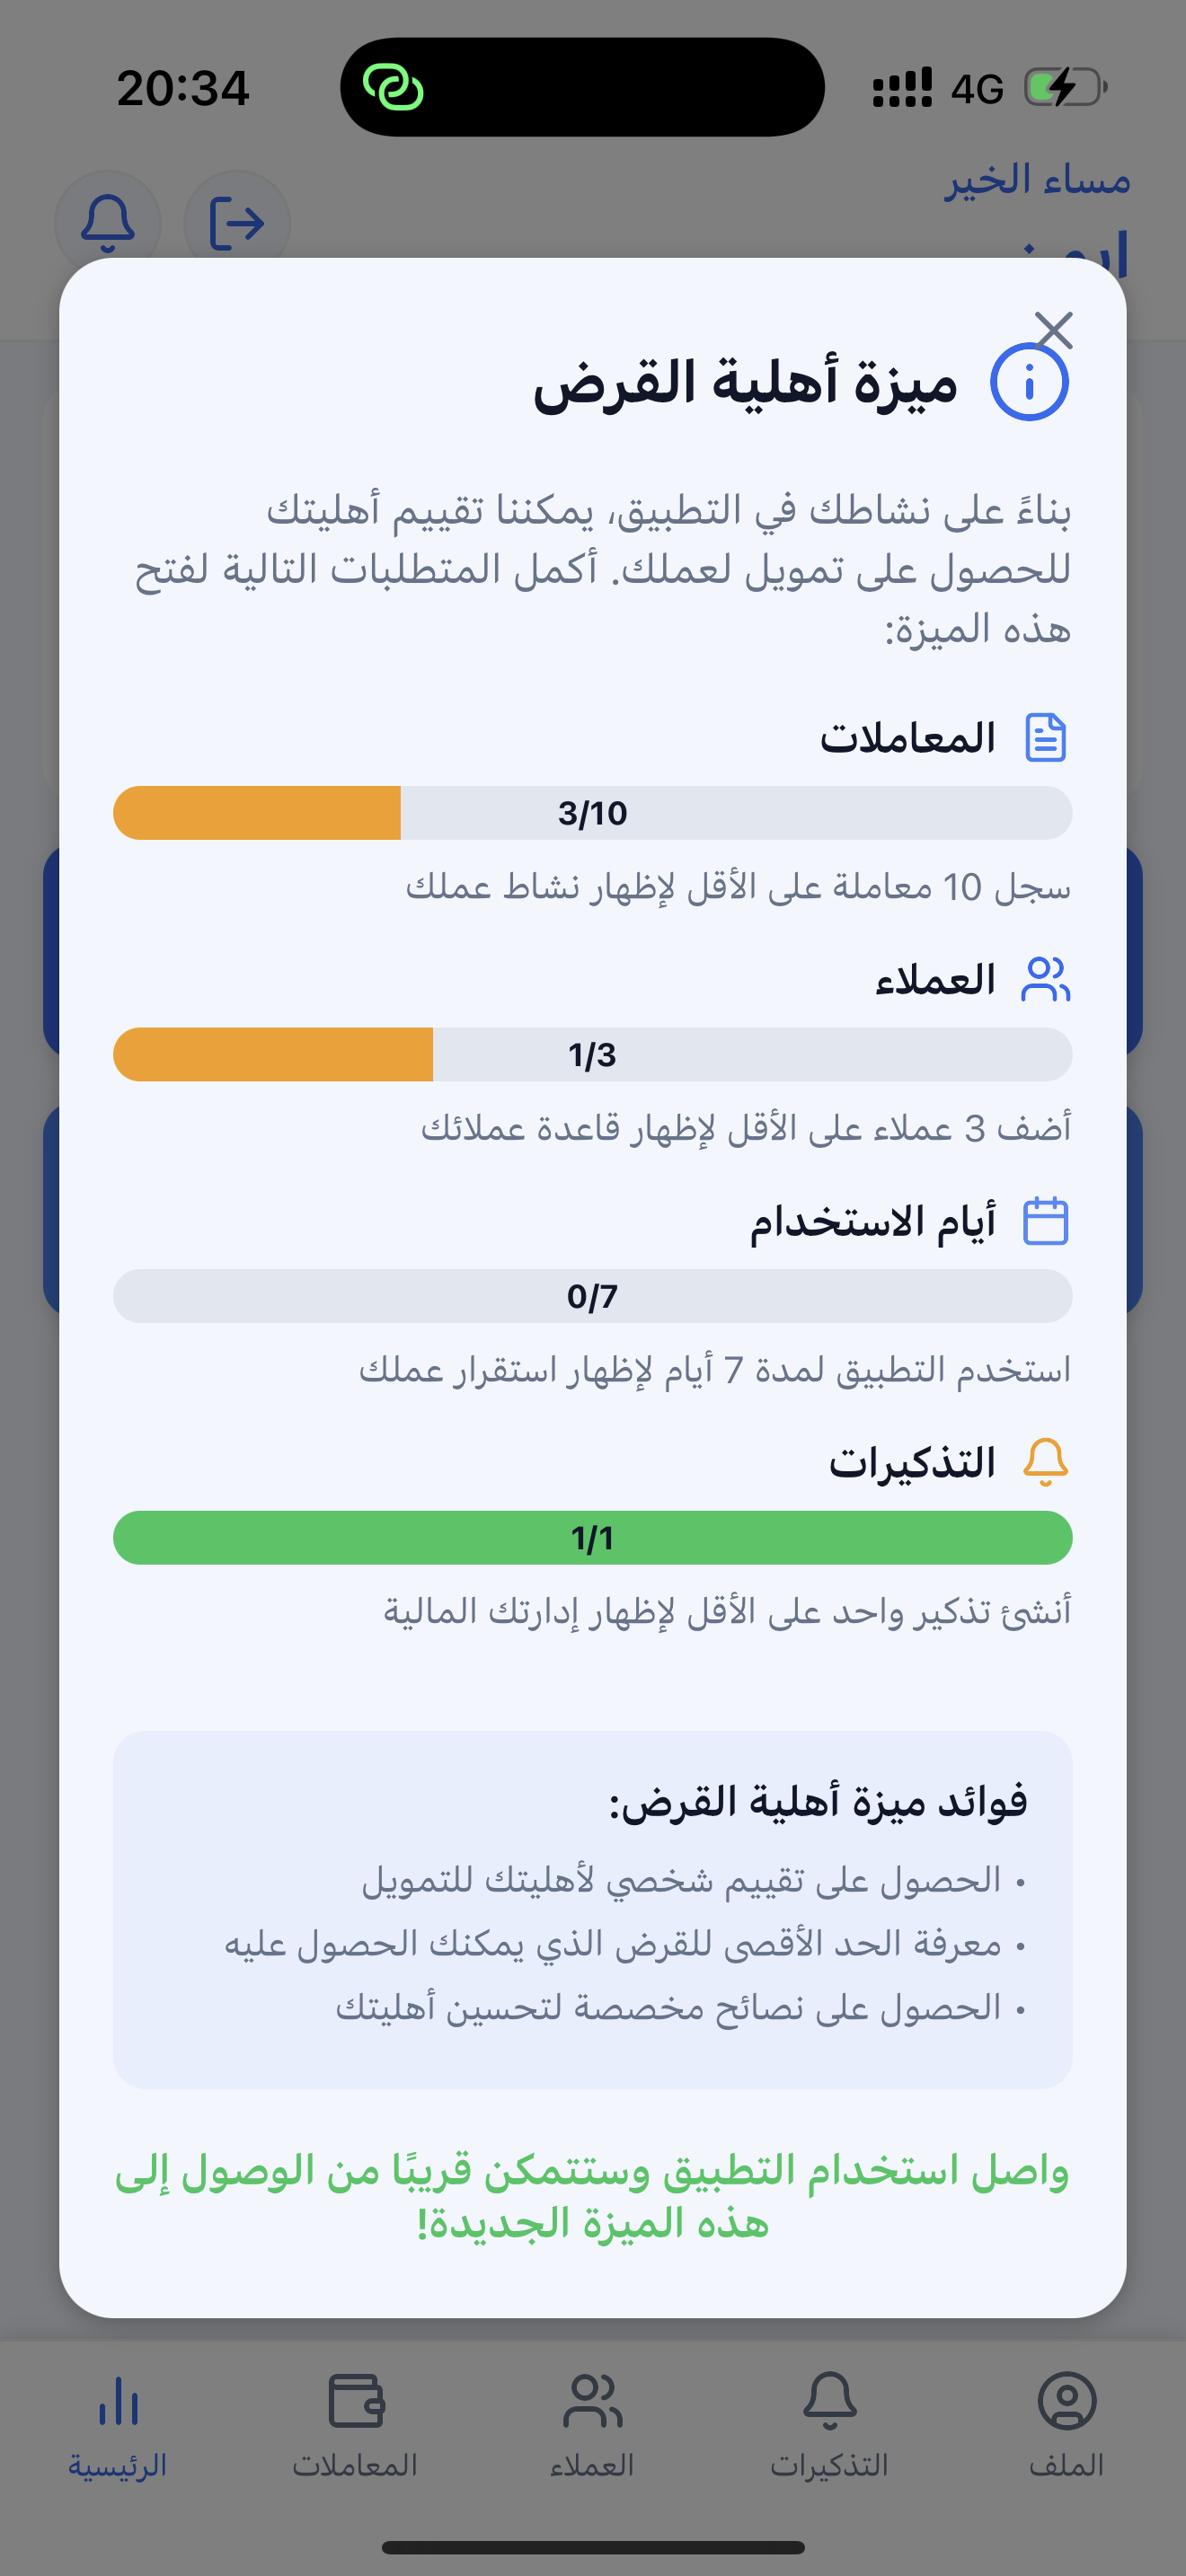 20:34
4G
مساء الخير
ميزة أهلية القرض
بناءً على نشاطك في التطبيق، يمكننا تقييم أهليتك
للحصول على تمويل لعملك. أكمل المتطلبات التالية لفتح
هذه الميزة:
المعاملات
3/10
سجل 10 معاملة على الأقل لإظهار نشاط عملك
العملاء
1/3
أضف 3 عملاء على الأقل لإظهار قاعدة عملائك
أيام الاستخدام
0/7
استخدم التطبيق لمدة 7 أيام لإظهار استقرار عملك
التذكيرات
1/1
أنشئ تذكير واحد على الأقل لإظهار إدارتك المالية
فوائد ميزة أهلية القرض:
• الحصول على تقييم شخصي لأهليتك للتمويل
• معرفة الحد الأقصى للقرض الذي يمكنك الحصول عليه
• الحصول على نصائح مخصصة لتحسين أهليتك
واصل استخدام التطبيق وستتمكن قريبًا من الوصول إلى
هذه الميزة الجديدة!
الملف
التذكيرات
العملاء
المعاملات
الرئيسية